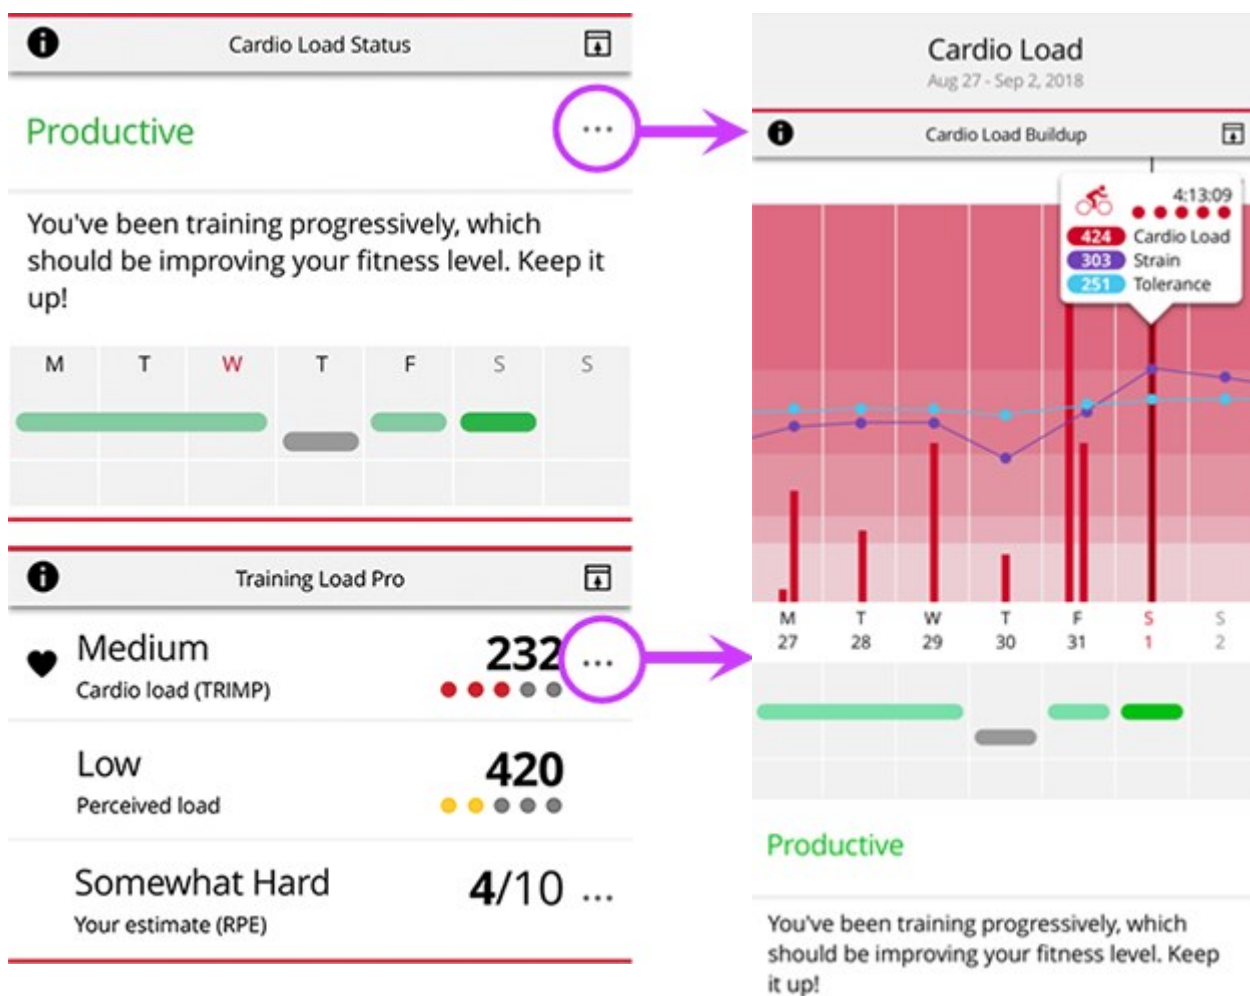 Cardio Load Status
Productive
You've been training progressively, which
should be improving your fitness level. Keep it
up!
M T W T F S S
Training Load Pro
Medium 232
Cardio load (TRIMP)
Low 420
Perceived load
Somewhat Hard 4/10
Your estimate (RPE)
Cardio Load
Aug 27 - Sep 2, 2018
Cardio Load Buildup
4:13:09
424 Cardio Load
303 Strain
251 Tolerance
M T W T F S S
27 28 29 30 31 1 2
Productive
You've been training progressively, which
should be improving your fitness level. Keep
it up!